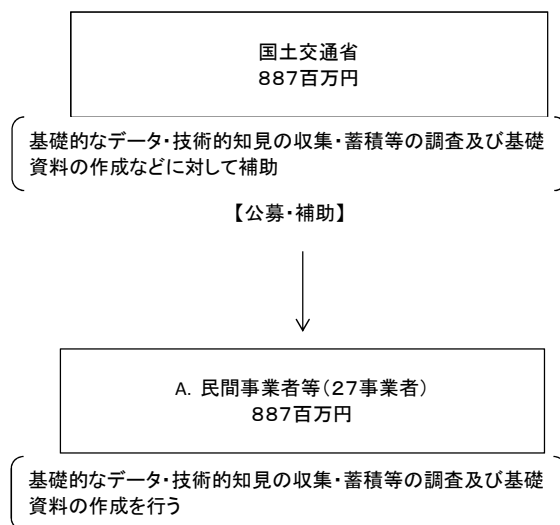 国土交通省
887百万円
基礎的なデータ・技術的知見の収集・蓄積等の調査及び基礎
資料の作成などに対して補助
【公募・補助】
A. 民間事業者等（２７事業者）
887百万円
基礎的なデータ・技術的知見の収集・蓄積等の調査及び基礎
資料の作成を行う